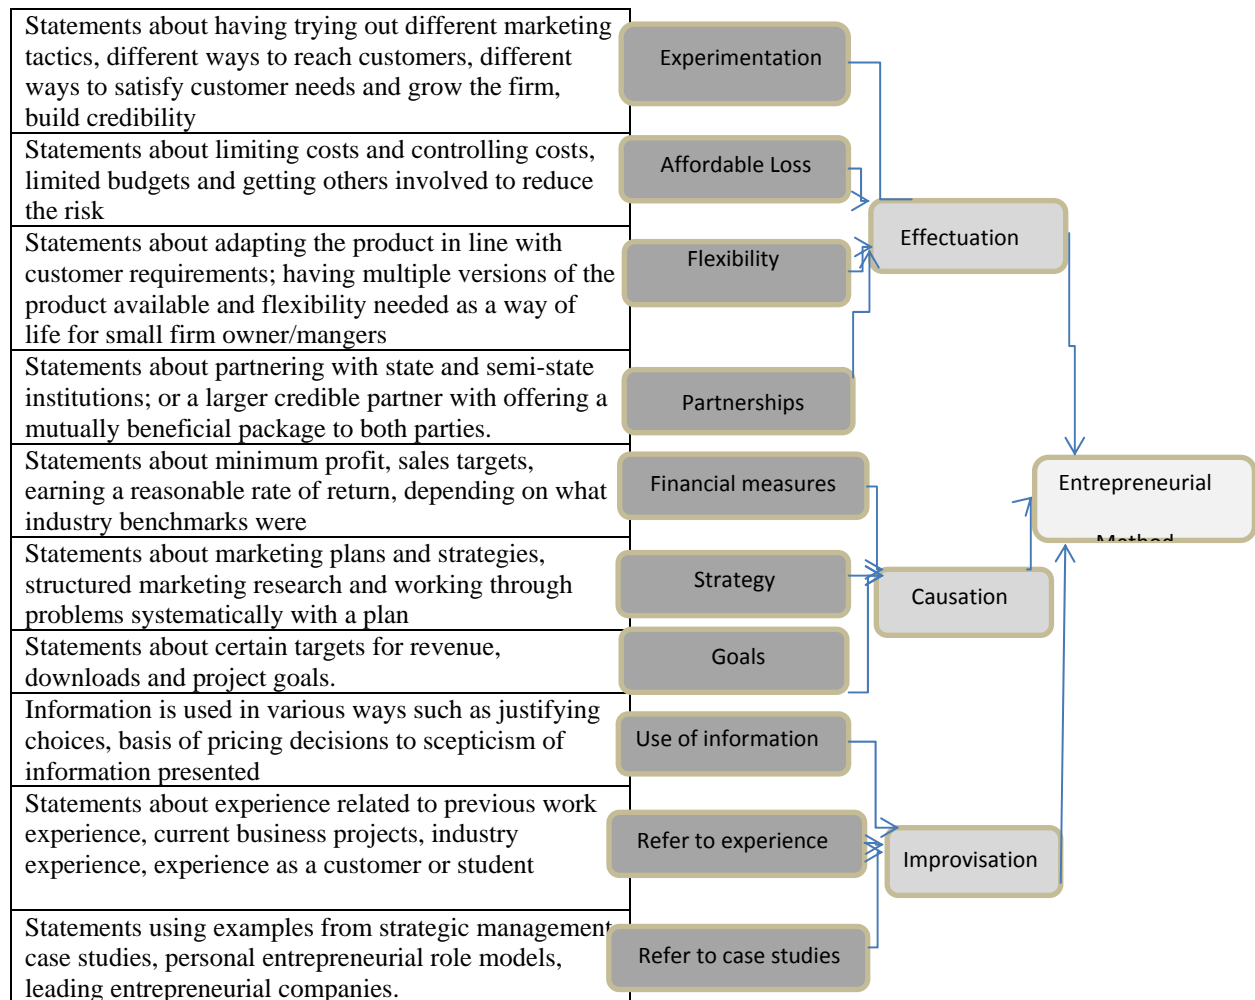 Statements about having trying out different marketing
tactics, different ways to reach customers, different
ways to satisfy customer needs and grow the firm,
build credibility
Experimentation
Statements about limiting costs and controlling costs,
limited budgets and getting others involved to reduce
the risk
Affordable Loss
Statements about adapting the product in line with
customer requirements; having multiple versions of the
product available and flexibility needed as a way of
life for small firm owner/mangers
Flexibility
Effectuation
Statements about partnering with state and semi-state
institutions; or a larger credible partner with offering a
mutually beneficial package to both parties.
Partnerships
Statements about minimum profit, sales targets,
earning a reasonable rate of return, depending on what
industry benchmarks were
Financial measures
Entrepreneurial
Method
Statements about marketing plans and strategies,
structured marketing research and working through
problems systematically with a plan
Strategy
Causation
Statements about certain targets for revenue,
downloads and project goals.
Goals
Information is used in various ways such as justifying
choices, basis of pricing decisions to scepticism of
information presented
Use of information
Statements about experience related to previous work
experience, current business projects, industry
experience, experience as a customer or student
Refer to experience
Improvisation
Statements using examples from strategic management
case studies, personal entrepreneurial role models,
leading entrepreneurial companies.
Refer to case studies